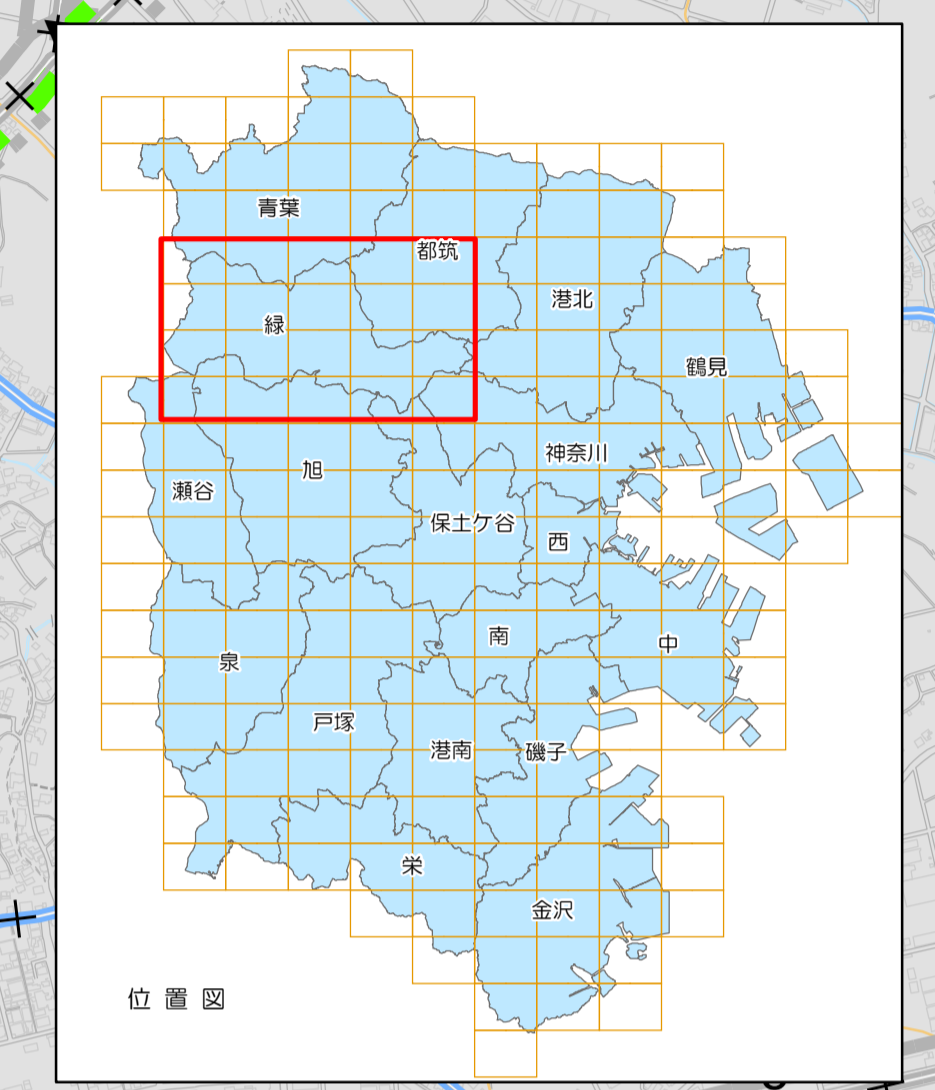 青葉
都筑
港北
緑
鶴見
神奈川
旭
瀬谷
保土ケ谷
西
南
中
泉
戸塚
港南
磯子
栄
金沢
位置図